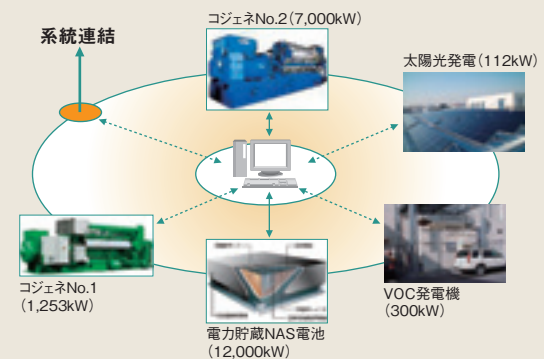 コジェネNo.2（7,000kW）
系統連結
太陽光発電（112kW）
コジェネNo.1
（1,253kW）
電力貯蔵NAS電池
（12,000kW）
VOC発電機
（300kW）